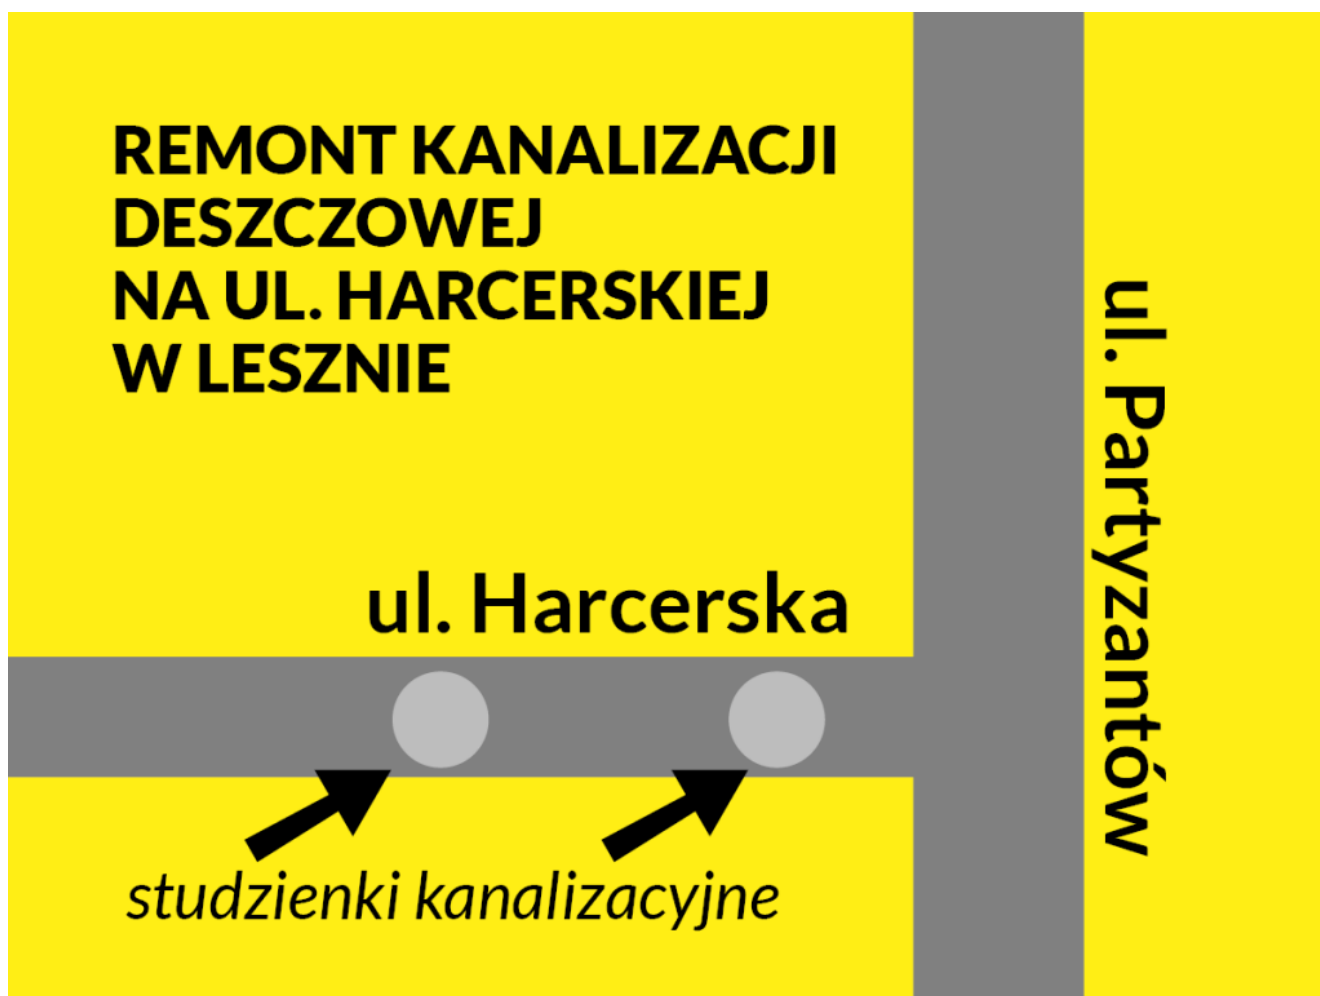 REMONT KANALIZACJI
DESZCZOWEJ
NA UL. HARCERSKIEJ
W LESZNIE
ul. Partyzantów
ul. Harcerska
studzienki kanalizacyjne